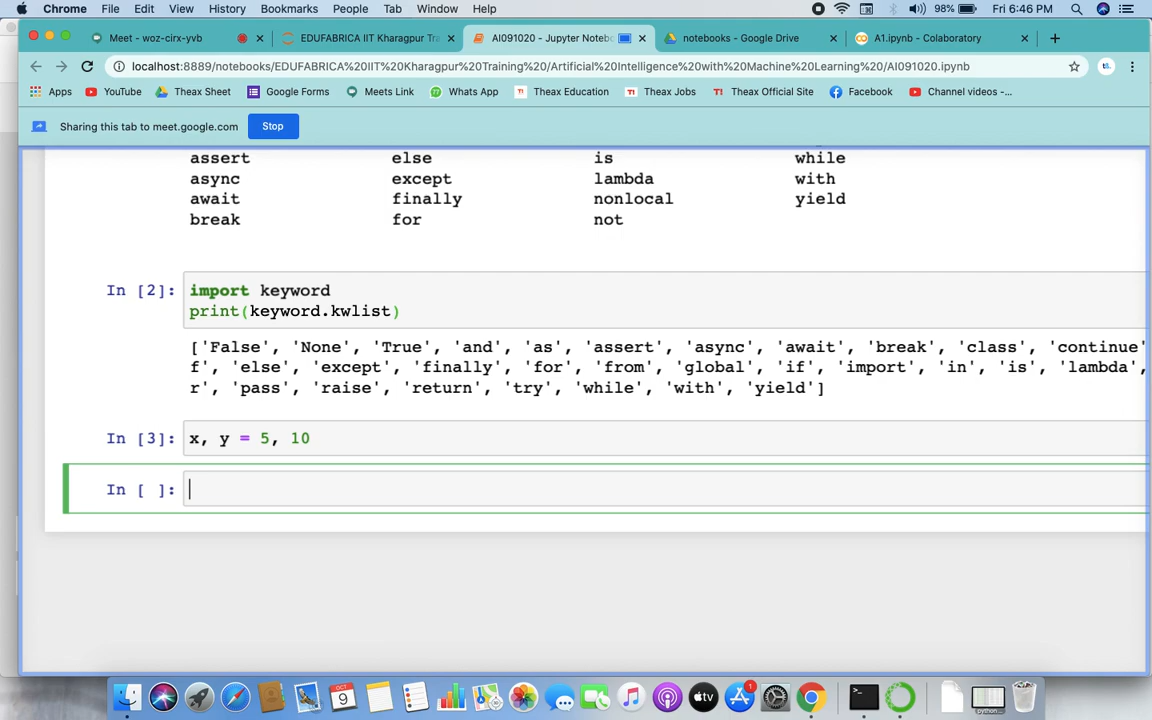 Chrome File Edit View History Bookmarks People Tab Window Help 98% Fri 6:46 PM
Meet - woz-cirx-yvb
EDUFABRICA IIT Kharagpur Tra
AI091020 - Jupyter Notebo
notebooks - Google Drive
A1.ipynb - Colaboratory
localhost:8889/notebooks/EDUFABRICA%20IIT%20Kharagpur%20Training%20/Artificial%20Intelligence%20with%20Machine%20Learning%20/AI091020.ipynb
Apps YouTube Theax Sheet Google Forms Meets Link Whats App Theax Education Theax Jobs Theax Official Site Facebook Channel videos -...
Sharing this tab to meet.google.com Stop
assert else is while
async except lambda with
await finally nonlocal yield
break for not
In [2]: import keyword
print(keyword.kwlist)
['False', 'None', 'True', 'and', 'as', 'assert', 'async', 'await', 'break', 'class', 'continue'
f', 'else', 'except', 'finally', 'for', 'from', 'global', 'if', 'import', 'in', 'is', 'lambda',
r', 'pass', 'raise', 'return', 'try', 'while', 'with', 'yield']
In [3]: x, y = 5, 10
In [ ]:
OCT
9
1
tv